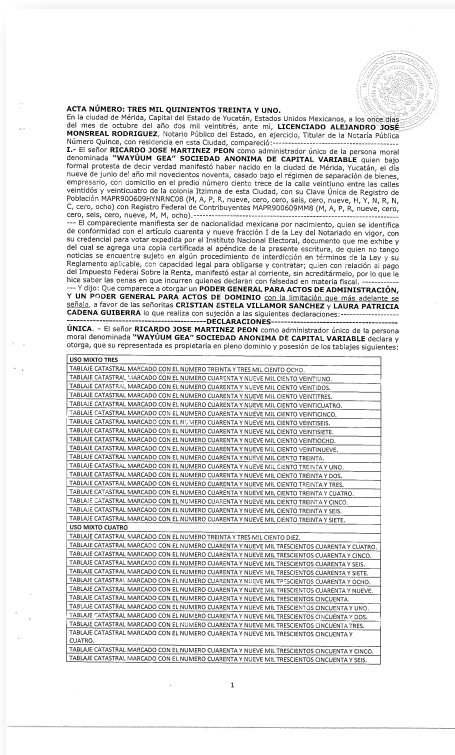 ACTA NÚMERO: TRES MIL QUINIENTOS TREINTA Y UNO.
En la ciudad de Mérida, Capital del Estado de Yucatán, Estados Unidos Mexicanos, a los once días
del mes de octubre del año dos mil veintitrés, ante mi, LICENCIADO ALEJANDRO JOSÉ
MONSREAL RODRIGUEZ, Notario Público del Estado, en ejercicio, Titular de la Notaría Pública
Número Quince, con residencia en esta Ciudad, compareció:
I.- El señor RICARDO JOSE MARTINEZ PEON como administrador único de la persona moral
denominada "WAYÚUM GEA" SOCIEDAD ANONIMA DE CAPITAL VARIABLE quien bajo
formal protesta de decir verdad manifestó haber nacido en la ciudad de Mérida, Yucatán, el día
nueve de junio del año mil novecientos noventa, casado bajo el régimen de separación de bienes,
empresario, con domicilio en el predio número ciento trece de la calle veintiuno entre las calles
veintidós y veinticuatro de la colonia Itzimna de esta Ciudad, con su Clave Única de Registro de
Población MAPR900609HYNRNC08 (M, A, P, R, nueve, cero, cero, seis, cero, nueve, H, Y, N, R, N,
C, cero, ocho) con Registro Federal de Contribuyentes MAPR900609MM8 (M, A, P, R, nueve, cero,
cero, seis, cero, nueve, M, M, ocho).
--- El compareciente manifiesta ser de nacionalidad mexicana por nacimiento, quien se identifica
de conformidad con el artículo cuarenta y nueve fracción I de la Ley del Notariado en vigor, con
su credencial para votar expedida por el Instituto Nacional Electoral, documento que me exhibe y
del cual se agrega una copia certificada al apéndice de la presente escritura, de quien no tengo
noticias se encuentre sujeto en algún procedimiento de interdicción en términos de la Ley y su
Reglamento aplicable, con capacidad legal para obligarse y contratar; quien con relación al pago
del Impuesto Federal Sobre la Renta, manifestó estar al corriente, sin acreditármelo, por lo que le
hice saber las penas en que incurren quienes declaran con falsedad en materia fiscal.
--- Y dijo: Que comparece a otorgar un PODER GENERAL PARA ACTOS DE ADMINISTRACIÓN,
Y UN PODER GENERAL PARA ACTOS DE DOMINIO con la limitación que más adelante se
señala, a favor de las señoritas CRISTIAN ESTELA VILLAMOR SANCHEZ y LAURA PATRICIA
CADENA GUIBERRA lo que realiza con sujeción a las siguientes declaraciones:
DECLARACIONES
ÚNICA. – El señor RICARDO JOSE MARTINEZ PEON como administrador único de la persona
moral denominada "WAYÚUM GEA" SOCIEDAD ANONIMA DE CAPITAL VARIABLE declara y
otorga, que su representada es propietaria en pleno dominio y posesión de los tablajes siguientes:
USO MIXTO TRES
TABLAJE CATASTRAL MARCADO CON EL NUMERO TREINTA Y TRES MIL CIENTO OCHO.
TABLAJE CATASTRAL MARCADO CON EL NUMERO CUARENTA Y NUEVE MIL CIENTO VEINTIUNO.
TABLAJE CATASTRAL MARCADO CON EL NUMERO CUARENTA Y NUEVE MIL CIENTO VEINTIDOS.
TABLAJE CATASTRAL MARCADO CON EL NUMERO CUARENTA Y NUEVE MIL CIENTO VEINTITRES.
TABLAJE CATASTRAL MARCADO CON EL NUMERO CUARENTA Y NUEVE MIL CIENTO VEINTICUATRO.
TABLAJE CATASTRAL MARCADO CON EL NUMERO CUARENTA Y NUEVE MIL CIENTO VEINTICINCO.
TABLAJE CATASTRAL MARCADO CON EL NUMERO CUARENTA Y NUEVE MIL CIENTO VEINTISEIS.
TABLAJE CATASTRAL MARCADO CON EL NUMERO CUARENTA Y NUEVE MIL CIENTO VEINTISIETE.
TABLAJE CATASTRAL MARCADO CON EL NUMERO CUARENTA Y NUEVE MIL CIENTO VEINTIOCHO.
TABLAJE CATASTRAL MARCADO CON EL NUMERO CUARENTA Y NUEVE MIL CIENTO VEINTINUEVE.
TABLAJE CATASTRAL MARCADO CON EL NUMERO CUARENTA Y NUEVE MIL CIENTO TREINTA.
TABLAJE CATASTRAL MARCADO CON EL NUMERO CUARENTA Y NUEVE MIL CIENTO TREINTA Y UNO.
TABLAJE CATASTRAL MARCADO CON EL NUMERO CUARENTA Y NUEVE MIL CIENTO TREINTA Y DOS.
TABLAJE CATASTRAL MARCADO CON EL NUMERO CUARENTA Y NUEVE MIL CIENTO TREINTA Y TRES.
TABLAJE CATASTRAL MARCADO CON EL NUMERO CUARENTA Y NUEVE MIL CIENTO TREINTA Y CUATRO.
TABLAJE CATASTRAL MARCADO CON EL NUMERO CUARENTA Y NUEVE MIL CIENTO TREINTA Y CINCO.
TABLAJE CATASTRAL MARCADO CON EL NUMERO CUARENTA Y NUEVE MIL CIENTO TREINTA Y SEIS.
TABLAJE CATASTRAL MARCADO CON EL NUMERO CUARENTA Y NUEVE MIL CIENTO TREINTA Y SIETE.
USO MIXTO CUATRO
TABLAJE CATASTRAL MARCADO CON EL NUMERO TREINTA Y TRES MIL CIENTO DIEZ.
TABLAJE CATASTRAL MARCADO CON EL NUMERO CUARENTA Y NUEVE MIL TRESCIENTOS CUARENTA Y CUATRO.
TABLAJE CATASTRAL MARCADO CON EL NUMERO CUARENTA Y NUEVE MIL TRESCIENTOS CUARENTA Y CINCO.
TABLAJE CATASTRAL MARCADO CON EL NUMERO CUARENTA Y NUEVE MIL TRESCIENTOS CUARENTA Y SEIS.
TABLAJE CATASTRAL MARCADO CON EL NUMERO CUARENTA Y NUEVE MIL TRESCIENTOS CUARENTA Y SIETE.
TABLAJE CATASTRAL MARCADO CON EL NUMERO CUARENTA Y NUEVE MIL TRESCIENTOS CUARENTA Y OCHO.
TABLAJE CATASTRAL MARCADO CON EL NUMERO CUARENTA Y NUEVE MIL TRESCIENTOS CUARENTA Y NUEVE.
TABLAJE CATASTRAL MARCADO CON EL NUMERO CUARENTA Y NUEVE MIL TRESCIENTOS CINCUENTA.
TABLAJE CATASTRAL MARCADO CON EL NUMERO CUARENTA Y NUEVE MIL TRESCIENTOS CINCUENTA Y UNO.
TABLAJE CATASTRAL MARCADO CON EL NUMERO CUARENTA Y NUEVE MIL TRESCIENTOS CINCUENTA Y DOS.
TABLAJE CATASTRAL MARCADO CON EL NUMERO CUARENTA Y NUEVE MIL TRESCIENTOS CINCUENTA TRES.
TABLAJE CATASTRAL MARCADO CON EL NUMERO CUARENTA Y NUEVE MIL TRESCIENTOS CINCUENTA Y
CUATRO.
TABLAJE CATASTRAL MARCADO CON EL NUMERO CUARENTA Y NUEVE MIL TRESCIENTOS CINCUENTA Y CINCO.
TABLAJE CATASTRAL MARCADO CON EL NUMERO CUARENTA Y NUEVE MIL TRESCIENTOS CINCUENTA Y SEIS.
1